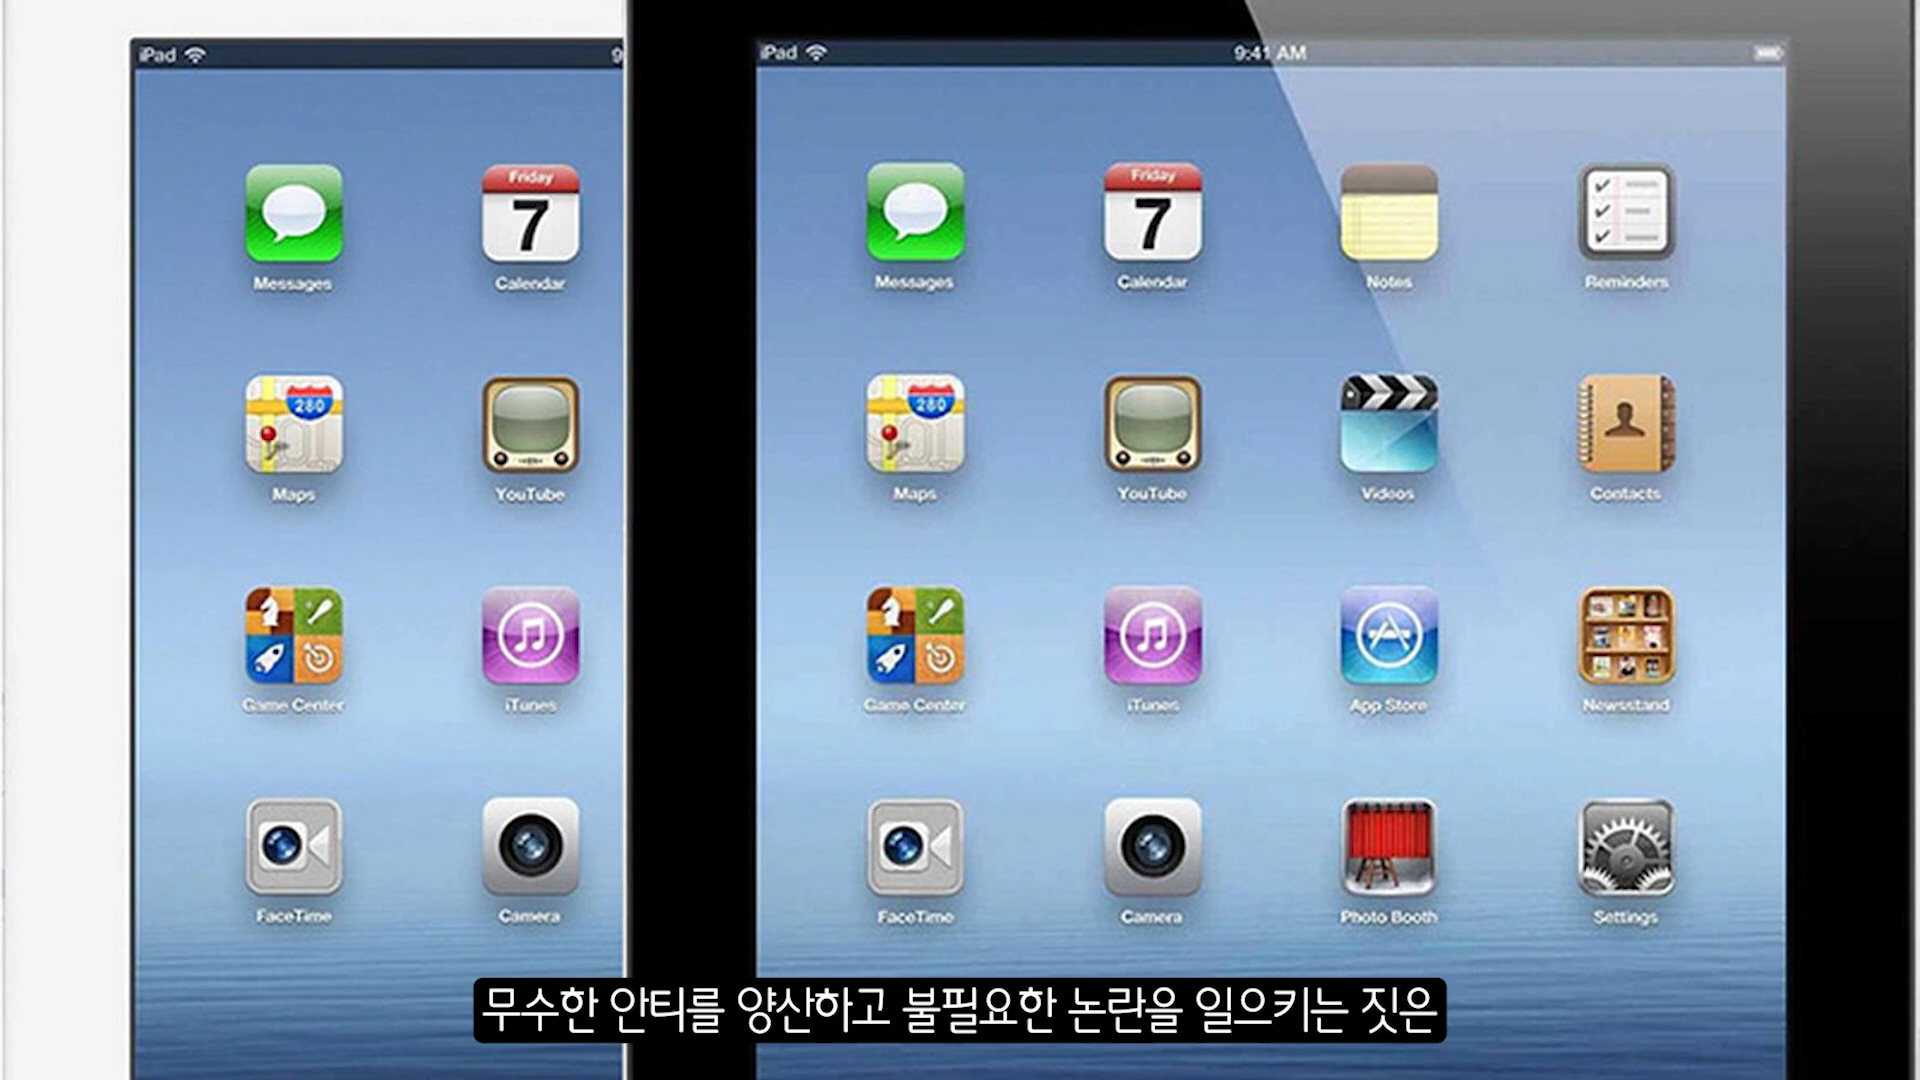 iPad 9
iPad 9:41 AM
Friday
7
Friday
7
Messages Calendar
Messages Calendar Notes Reminders
280
280
Maps YouTube
Maps YouTube Videos Contacts
Game Center iTunes
Game Center iTunes App Store Newsstand
FaceTime Camera
FaceTime Camera Photo Booth Settings
무수한 안티를 양산하고 불필요한 논란을 일으키는 짓은